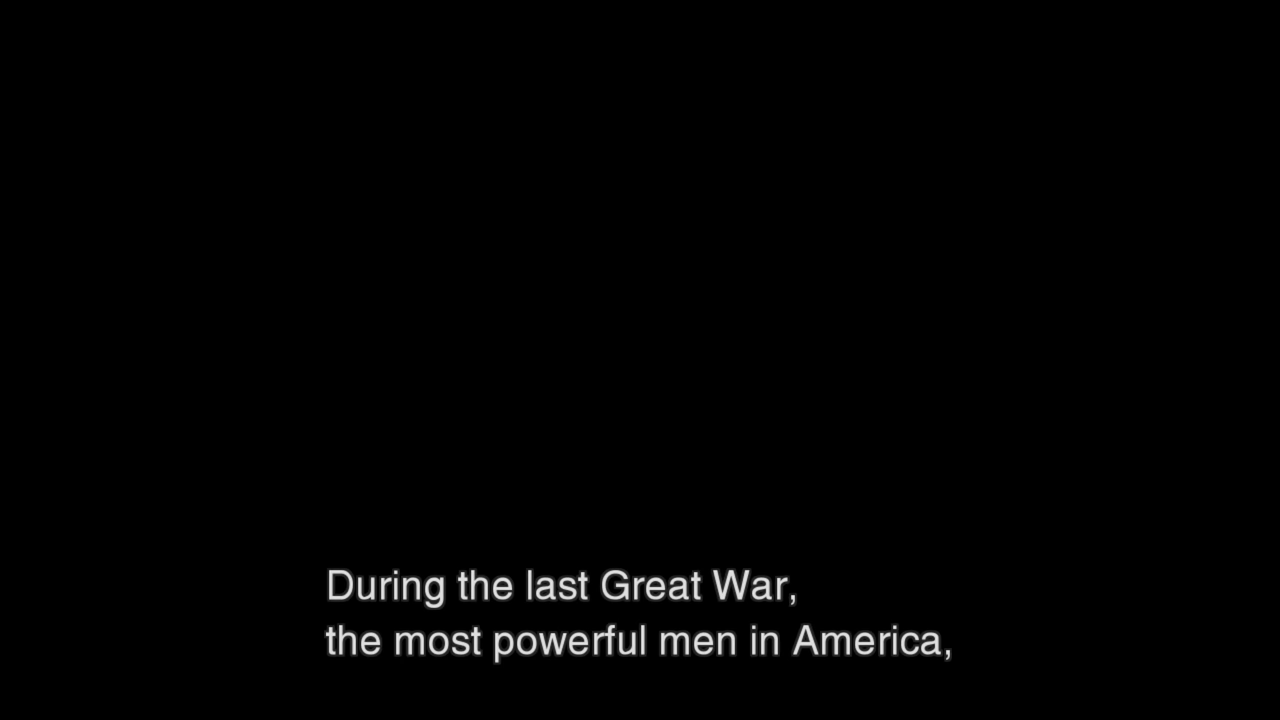 During the last Great War,
the most powerful men in America,